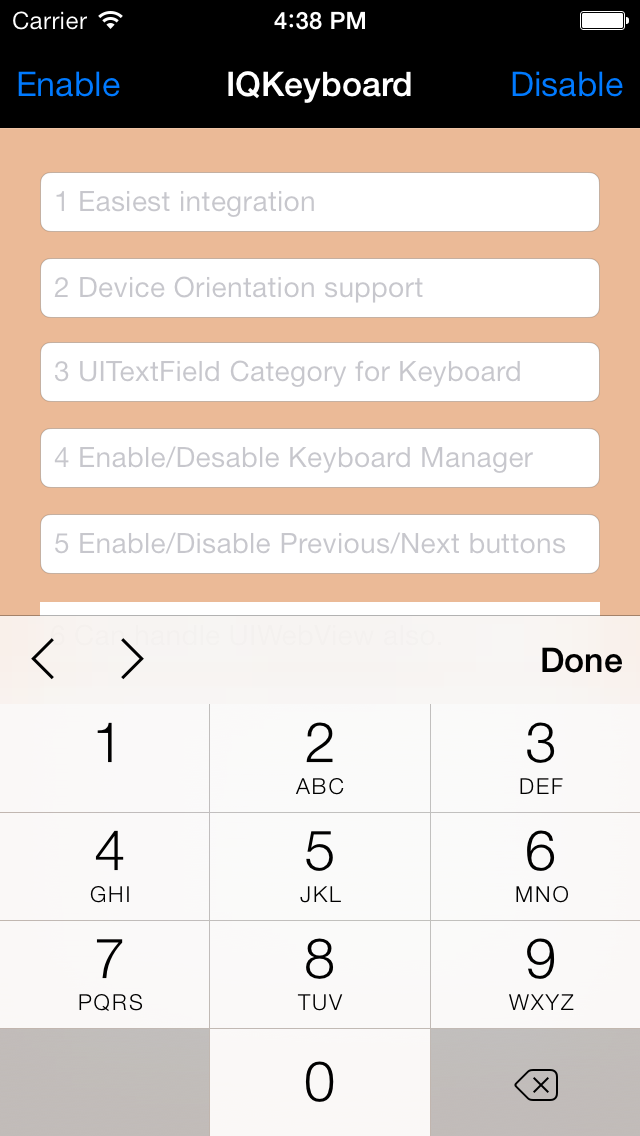 Carrier 4:38 PM
Enable IQKeyboard Disable
1 Easiest integration
2 Device Orientation support
3 UITextField Category for Keyboard
4 Enable/Desable Keyboard Manager
5 Enable/Disable Previous/Next buttons
6 Can handle UIWebView also.
Done
1 2 3
ABC DEF
4 5 6
GHI JKL MNO
7 8 9
PQRS TUV WXYZ
0